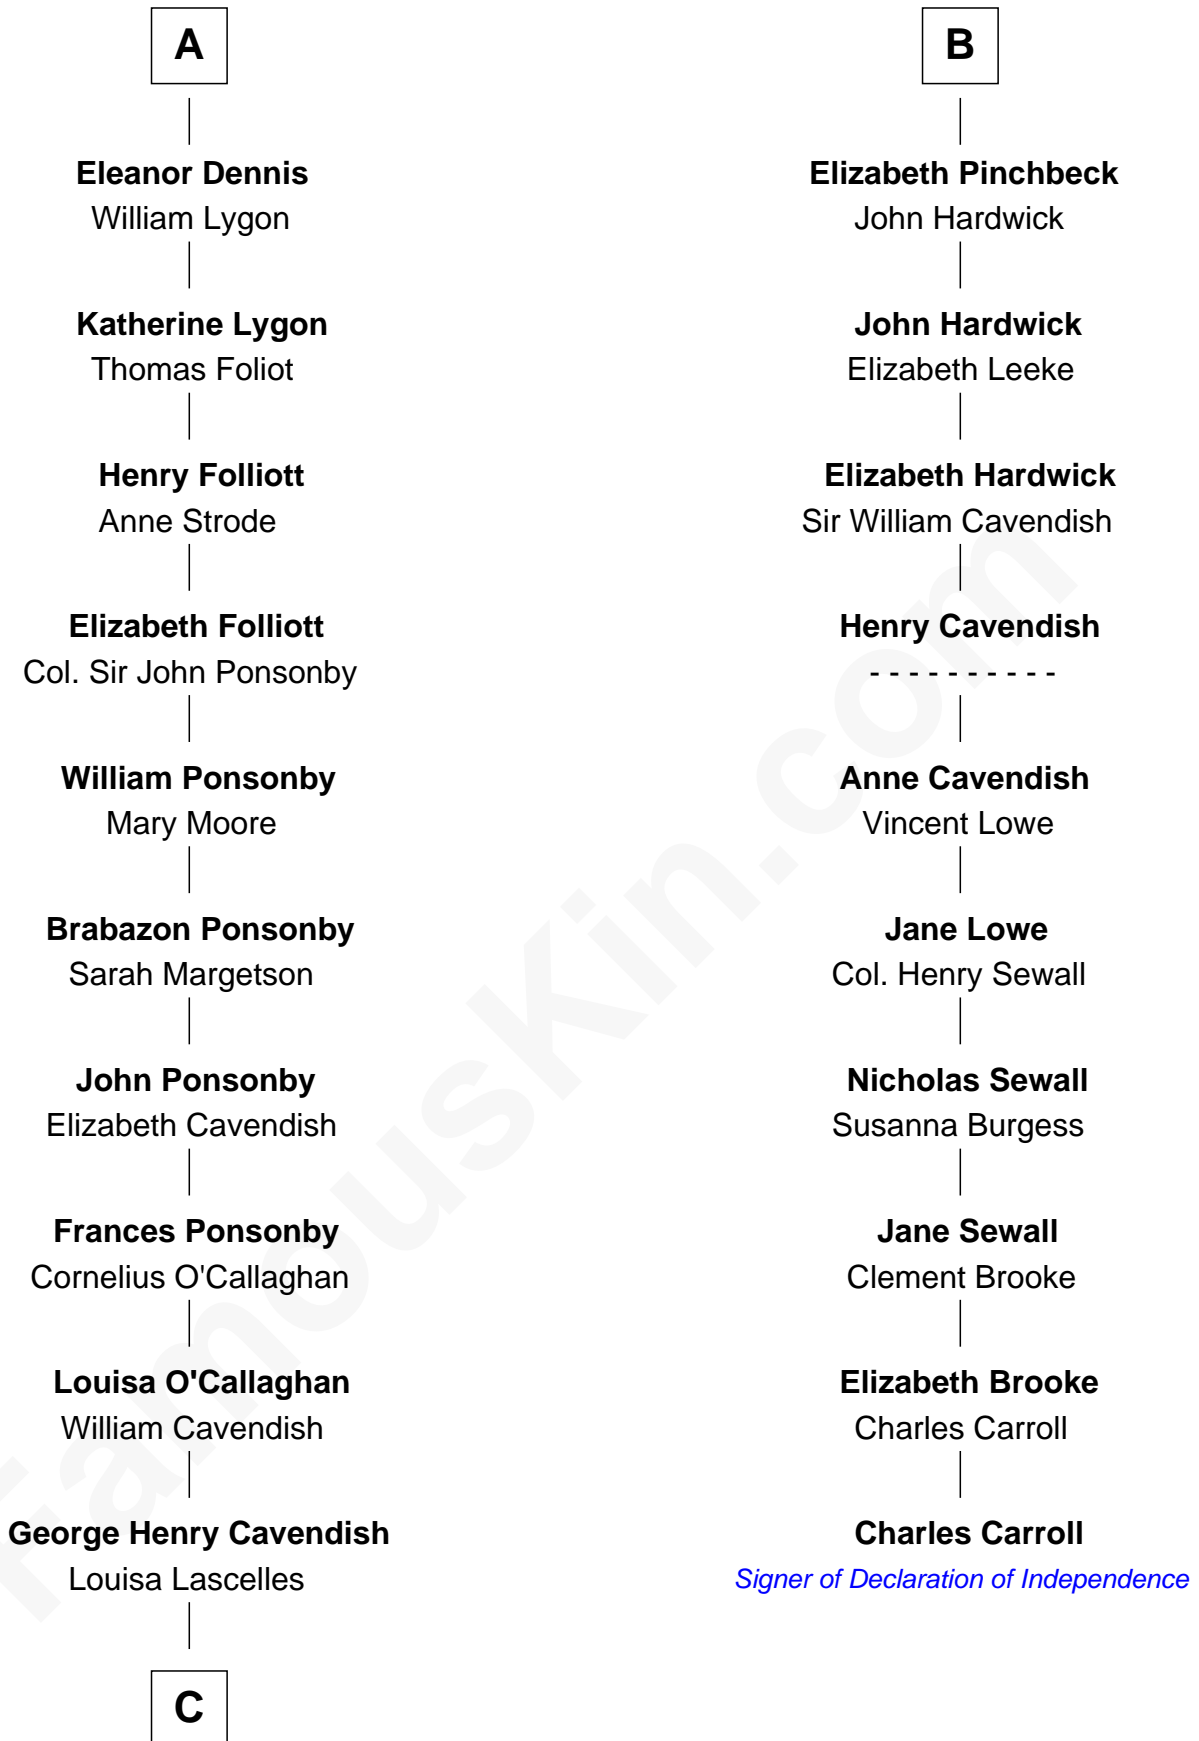 A
Eleanor Dennis
William Lygon
Katherine Lygon
Thomas Foliot
Henry Folliott
Anne Strode
Elizabeth Folliott
Col. Sir John Ponsonby
William Ponsonby
Mary Moore
Brabazon Ponsonby
Sarah Margetson
John Ponsonby
Elizabeth Cavendish
Frances Ponsonby
Cornelius O'Callaghan
Louisa O'Callaghan
William Cavendish
George Henry Cavendish
Louisa Lascelles
C
B
Elizabeth Pinchbeck
John Hardwick
John Hardwick
Elizabeth Leeke
Elizabeth Hardwick
Sir William Cavendish
Henry Cavendish
- - - - - - - - - -
Anne Cavendish
Vincent Lowe
Jane Lowe
Col. Henry Sewall
Nicholas Sewall
Susanna Burgess
Jane Sewall
Clement Brooke
Elizabeth Brooke
Charles Carroll
Charles Carroll
Signer of Declaration of Independence
FamousKin.com